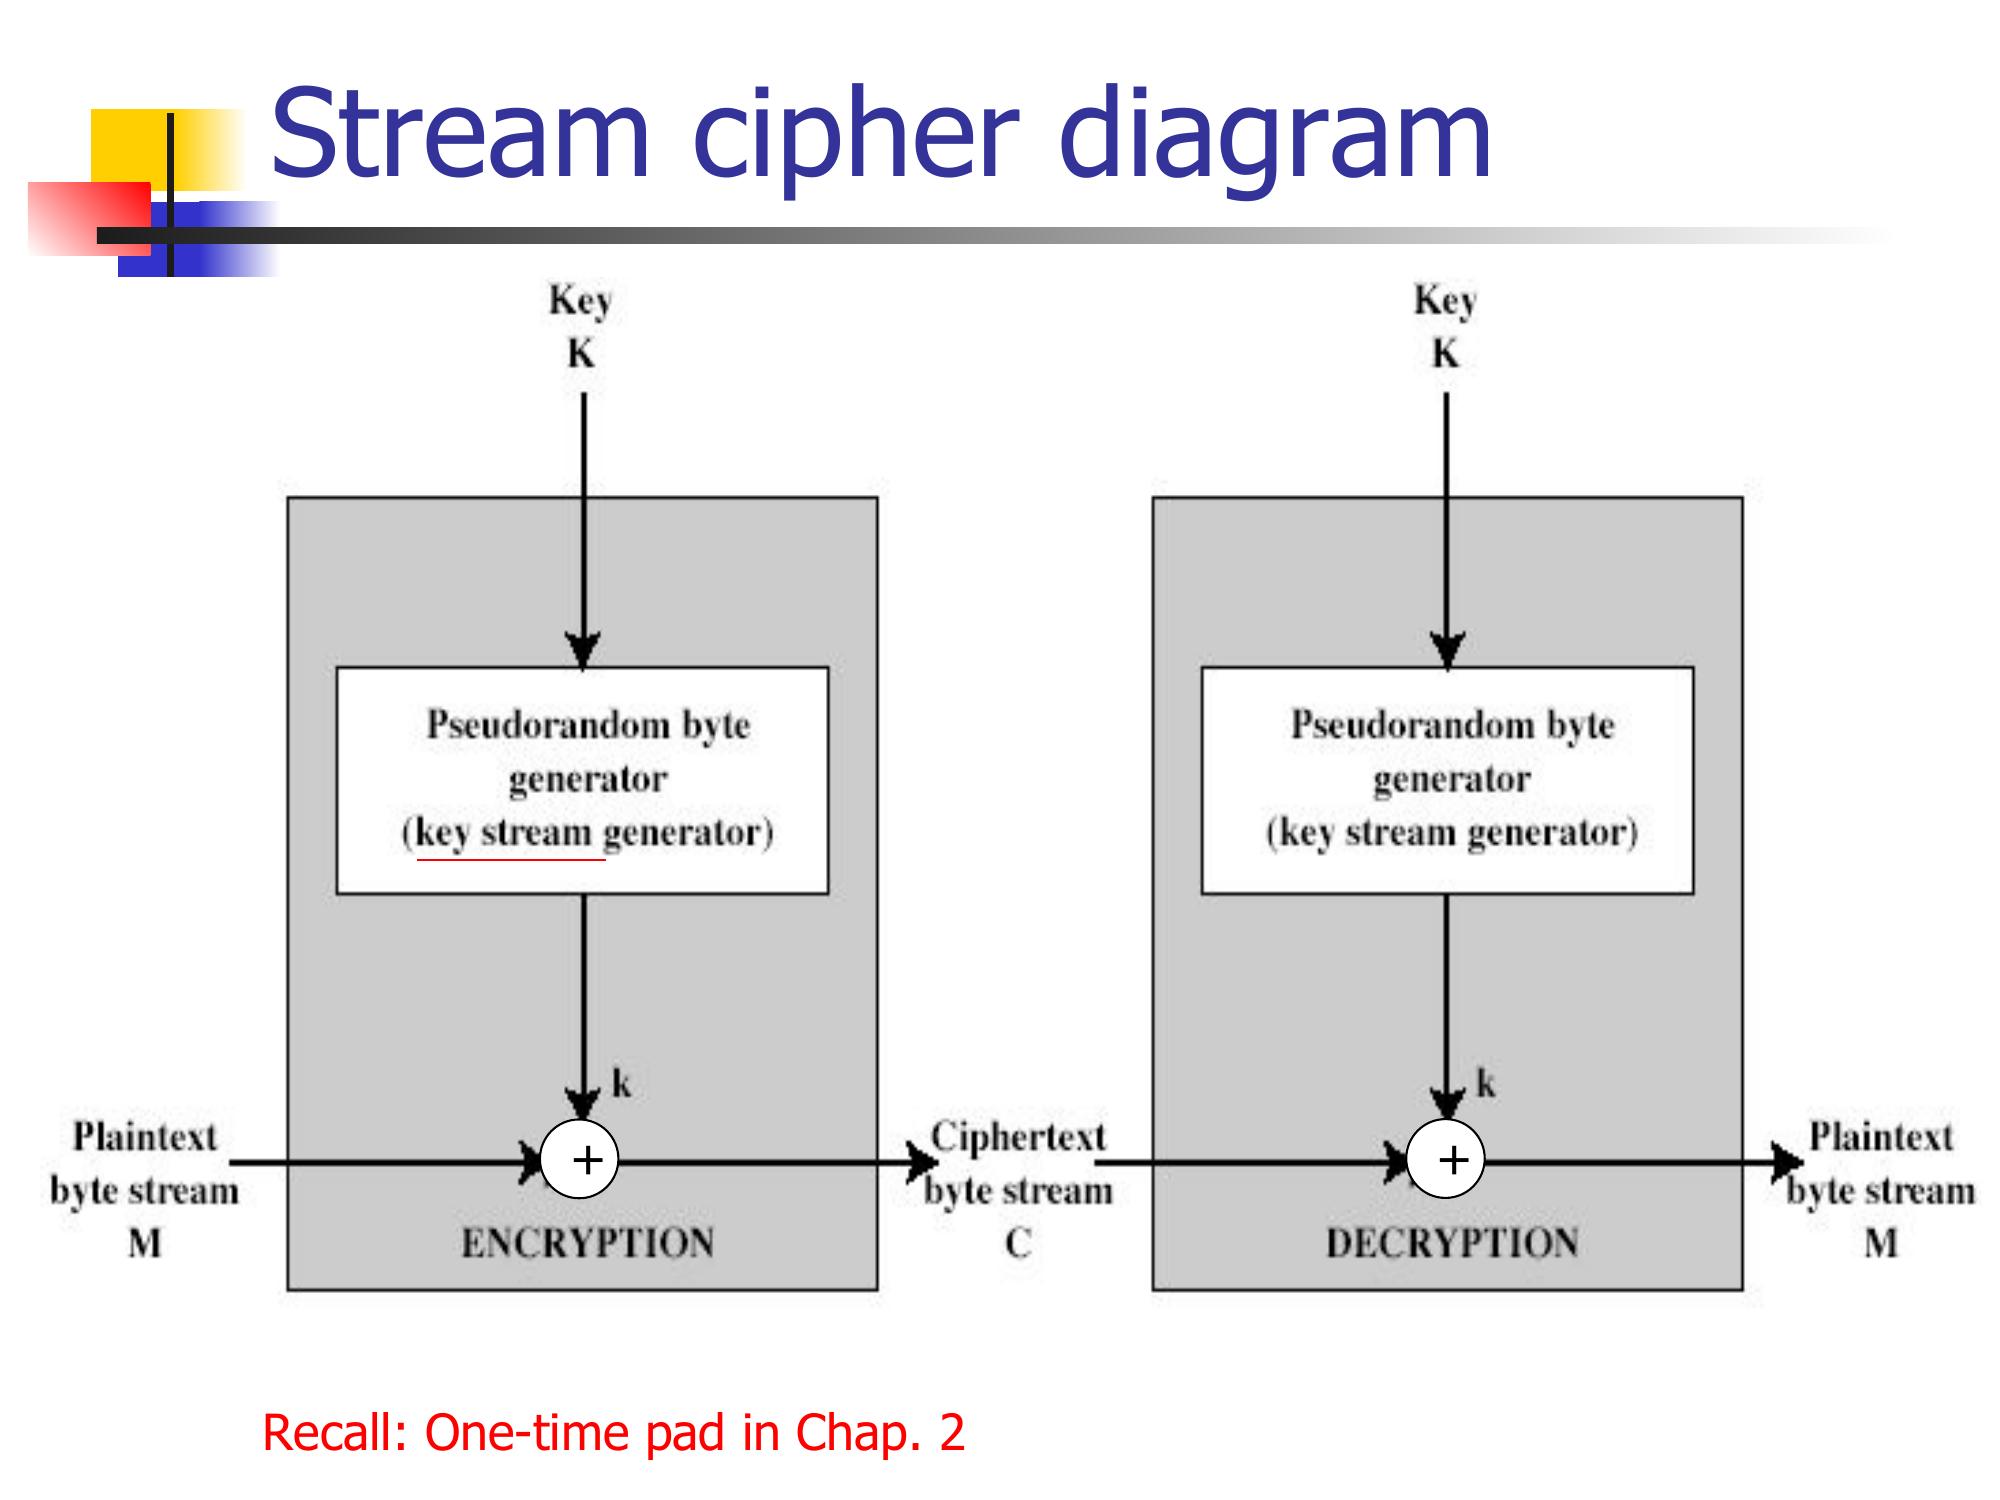 Stream cipher diagram
Key
K
Key
K
Pseudorandom byte
generator
(key stream generator)
Pseudorandom byte
generator
(key stream generator)
k
k
Plaintext
byte stream
M
+
ENCRYPTION
Ciphertext
byte stream
C
+
DECRYPTION
Plaintext
byte stream
M
Recall: One-time pad in Chap. 2